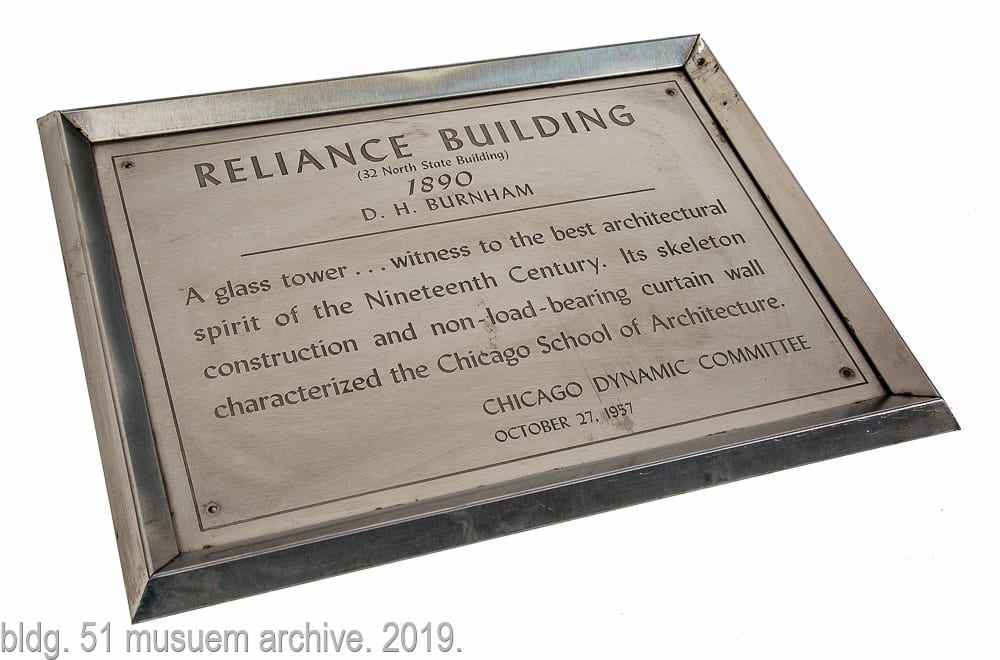 RELIANCE BUILDING
(32 North State Building)
1890
D. H. BURNHAM
A glass tower ... witness to the best architectural
spirit of the Nineteenth Century. Its skeleton
construction and non-load-bearing curtain wall
characterized the Chicago School of Architecture.
CHICAGO DYNAMIC COMMITTEE
OCTOBER 27, 1957
bldg. 51 musuem archive. 2019.